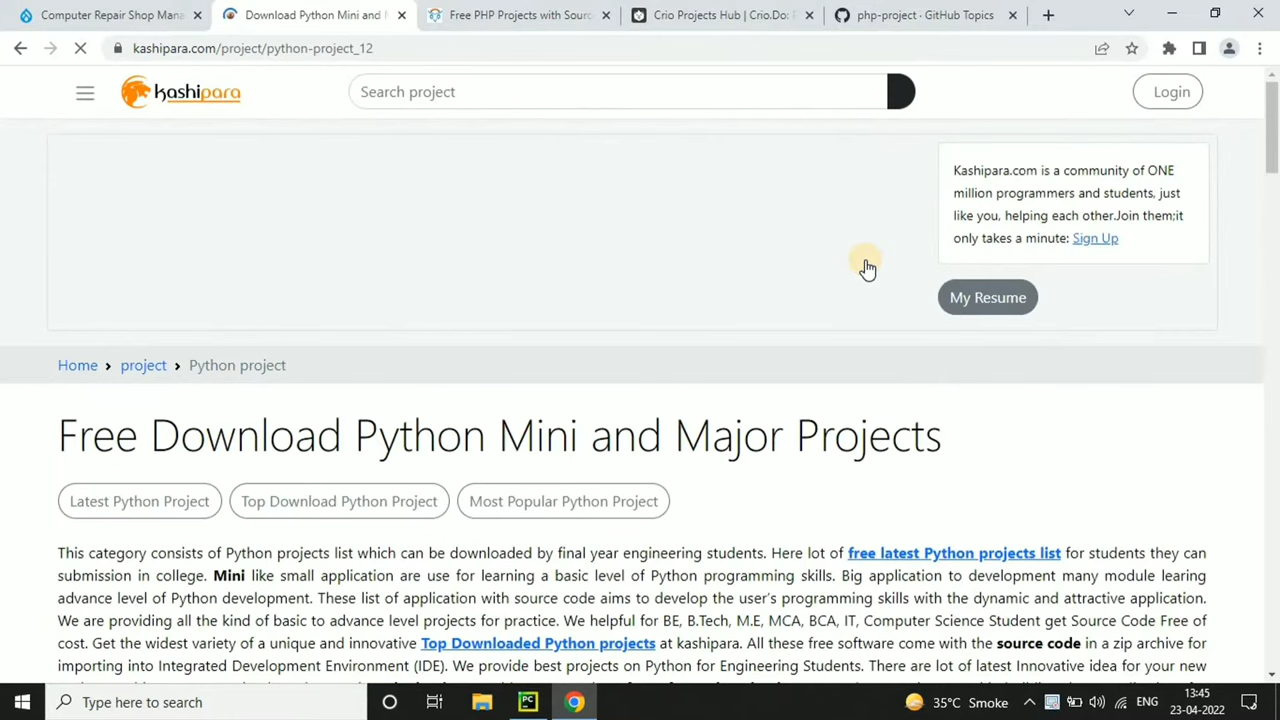 Computer Repair Shop Mana
Download Python Mini and
Free PHP Projects with Sour
Crio Projects Hub | Crio.Do:
php-project · GitHub Topics
kashipara.com/project/python-project_12
kashipara
Search project
Login
Kashipara.com is a community of ONE
million programmers and students, just
like you, helping each other.Join them;it
only takes a minute: Sign Up
My Resume
Home › project › Python project
Free Download Python Mini and Major Projects
Latest Python Project
Top Download Python Project
Most Popular Python Project
This category consists of Python projects list which can be downloaded by final year engineering students. Here lot of free latest Python projects list for students they can
submission in college. Mini like small application are use for learning a basic level of Python programming skills. Big application to development many module learing
advance level of Python development. These list of application with source code aims to develop the user's programming skills with the dynamic and attractive application.
We are providing all the kind of basic to advance level projects for practice. We helpful for BE, B.Tech, M.E, MCA, BCA, IT, Computer Science Student get Source Code Free of
cost. Get the widest variety of a unique and innovative Top Downloaded Python projects at kashipara. All these free software come with the source code in a zip archive for
importing into Integrated Development Environment (IDE). We provide best projects on Python for Engineering Students. There are lot of latest Innovative idea for your new
Type here to search
PC
35°C Smoke
ENG
13:45
23-04-2022